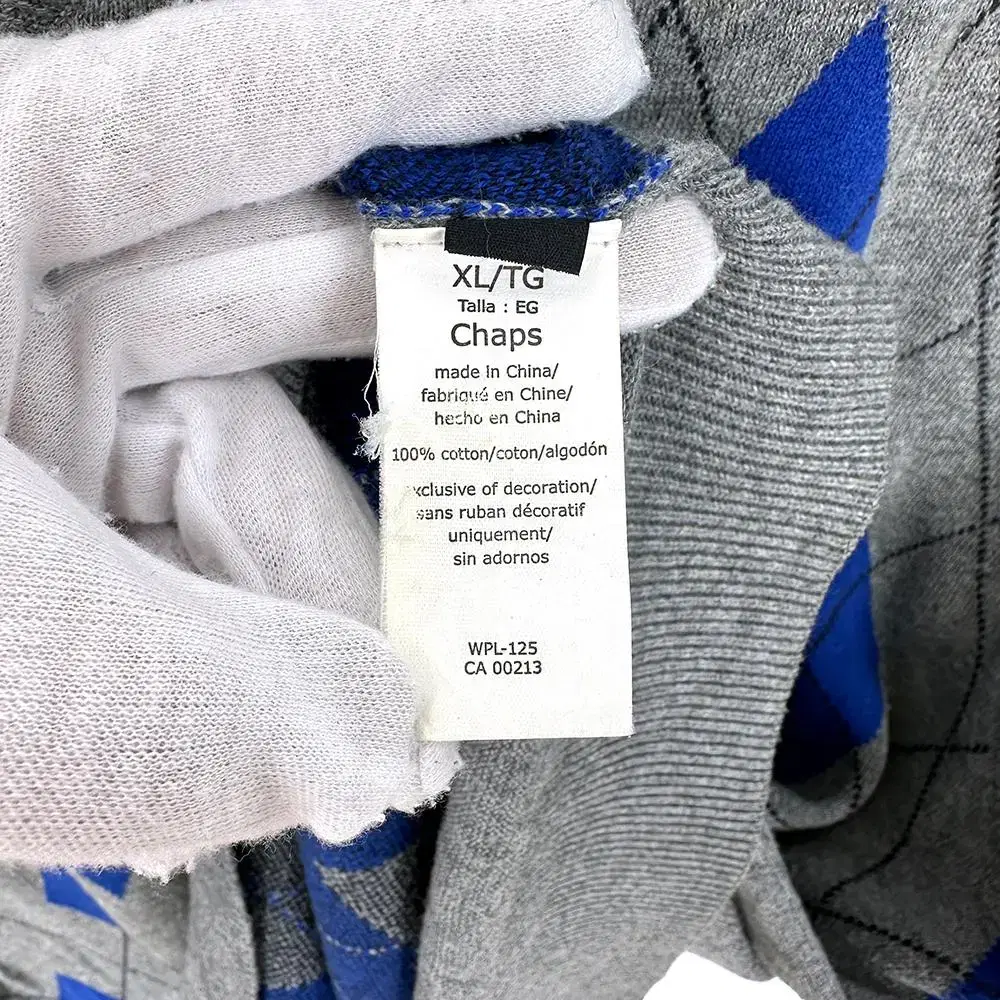 XL/TG
Talla : EG
Chaps
made in China/
fabriqué en Chine/
hecho en China
100% cotton/coton/algodón
xclusive of decoration/
sans ruban décoratif
uniquement/
sin adornos
WPL-125
CA 00213